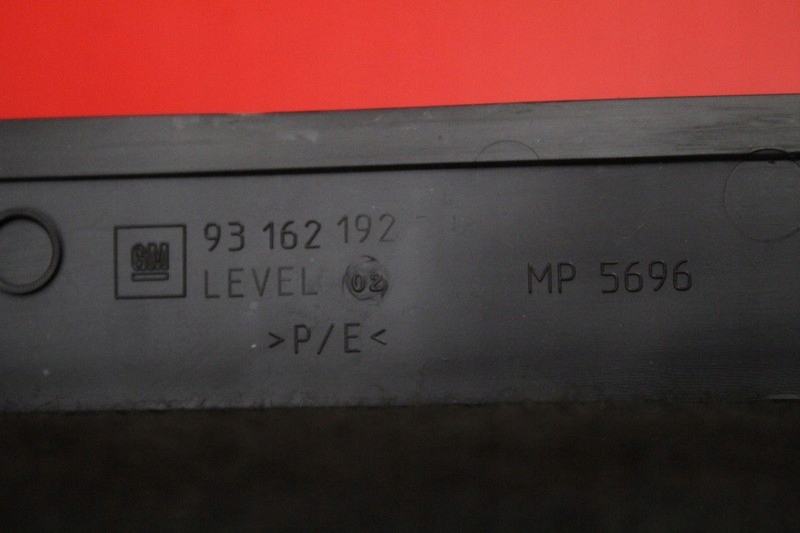 GM 93 162 192
LEVEL 02
>P/E<
MP 5696